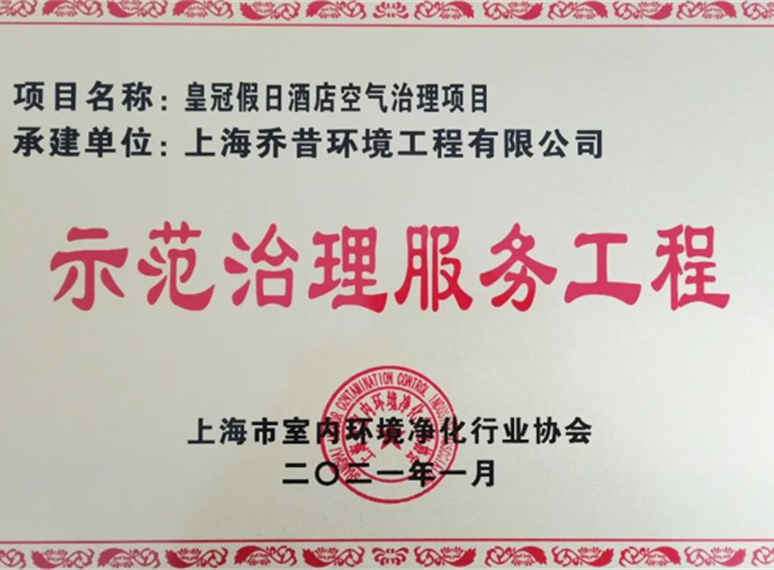 项目名称：皇冠假日酒店空气治理项目
承建单位：上海乔昔环境工程有限公司
示范治理服务工程
上海市室内环境净化行业协会
二〇二一年一月